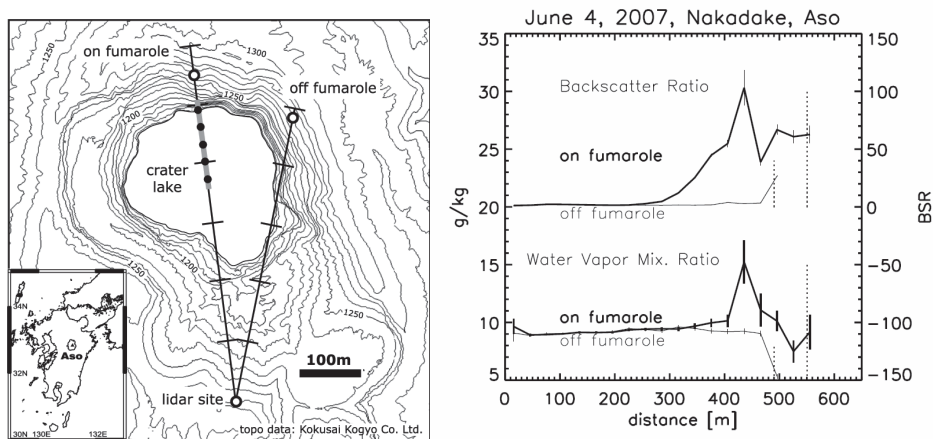 1250
1300
on fumarole
off fumarole
1250
1200
crater
lake
1250
1250
34N
Aso
32N
30N 130E 132E
100m
lidar site
topo data: Kokusai Kogyo Co. Ltd.
June 4, 2007, Nakadake, Aso
35 150
Backscatter Ratio
30 100
on fumarole
25 50
20 0
off fumarole
g/kg BSR
Water Vapor Mix. Ratio
15 -50
on fumarole
10 -100
off fumarole
5 -150
0 100 200 300 400 500 600
distance [m]